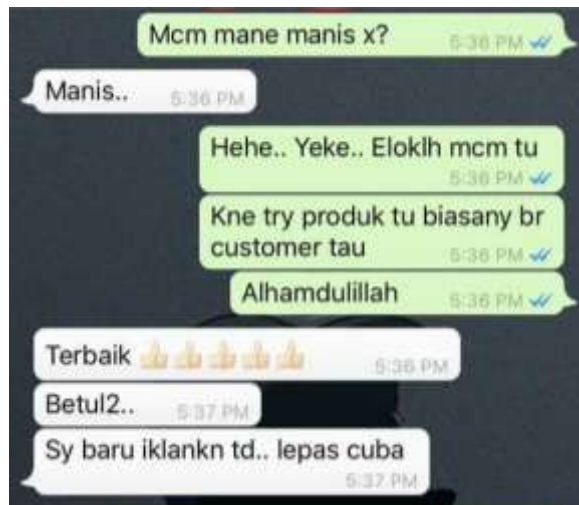 Mcm mane manis x?
5:36 PM
Manis..
5:36 PM
Hehe.. Yeke.. Eloklh mcm tu
5:36 PM
Kne try produk tu biasany br
customer tau
5:36 PM
Alhamdulillah
5:36 PM
Terbaik 👍👍👍👍👍
5:36 PM
Betul2..
5:37 PM
Sy baru iklankn td.. lepas cuba
5:37 PM